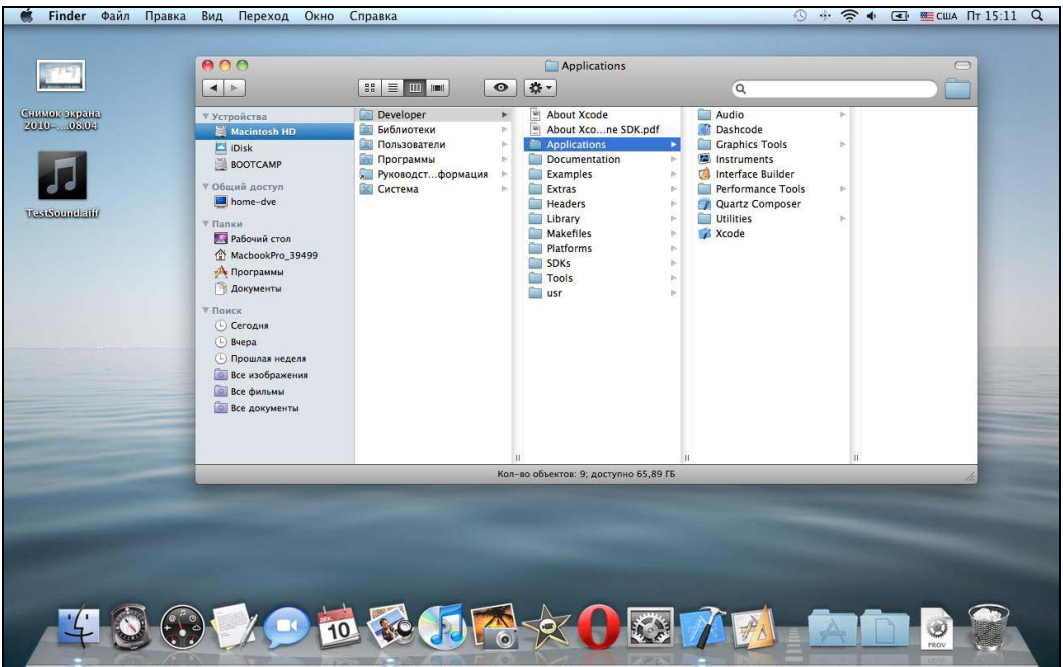 Finder Файл Правка Вид Переход Окно Справка США Пт 15:11
Снимок экрана
2010-...08.04
TestSound.aiff
Applications
Устройства
Macintosh HD
iDisk
BOOTCAMP
Общий доступ
home-dve
Папки
Рабочий стол
MacbookPro_39499
Программы
Документы
Поиск
Сегодня
Вчера
Прошлая неделя
Все изображения
Все фильмы
Все документы
Developer
Библиотеки
Пользователи
Программы
Руководст...формация
Система
About Xcode
About Xco...ne SDK.pdf
Applications
Documentation
Examples
Extras
Headers
Library
Makefiles
Platforms
SDKs
Tools
usr
Audio
Dashcode
Graphics Tools
Instruments
Interface Builder
Performance Tools
Quartz Composer
Utilities
Xcode
Кол-во объектов: 9; доступно 65,89 ГБ
ДЕК.
10
PROV